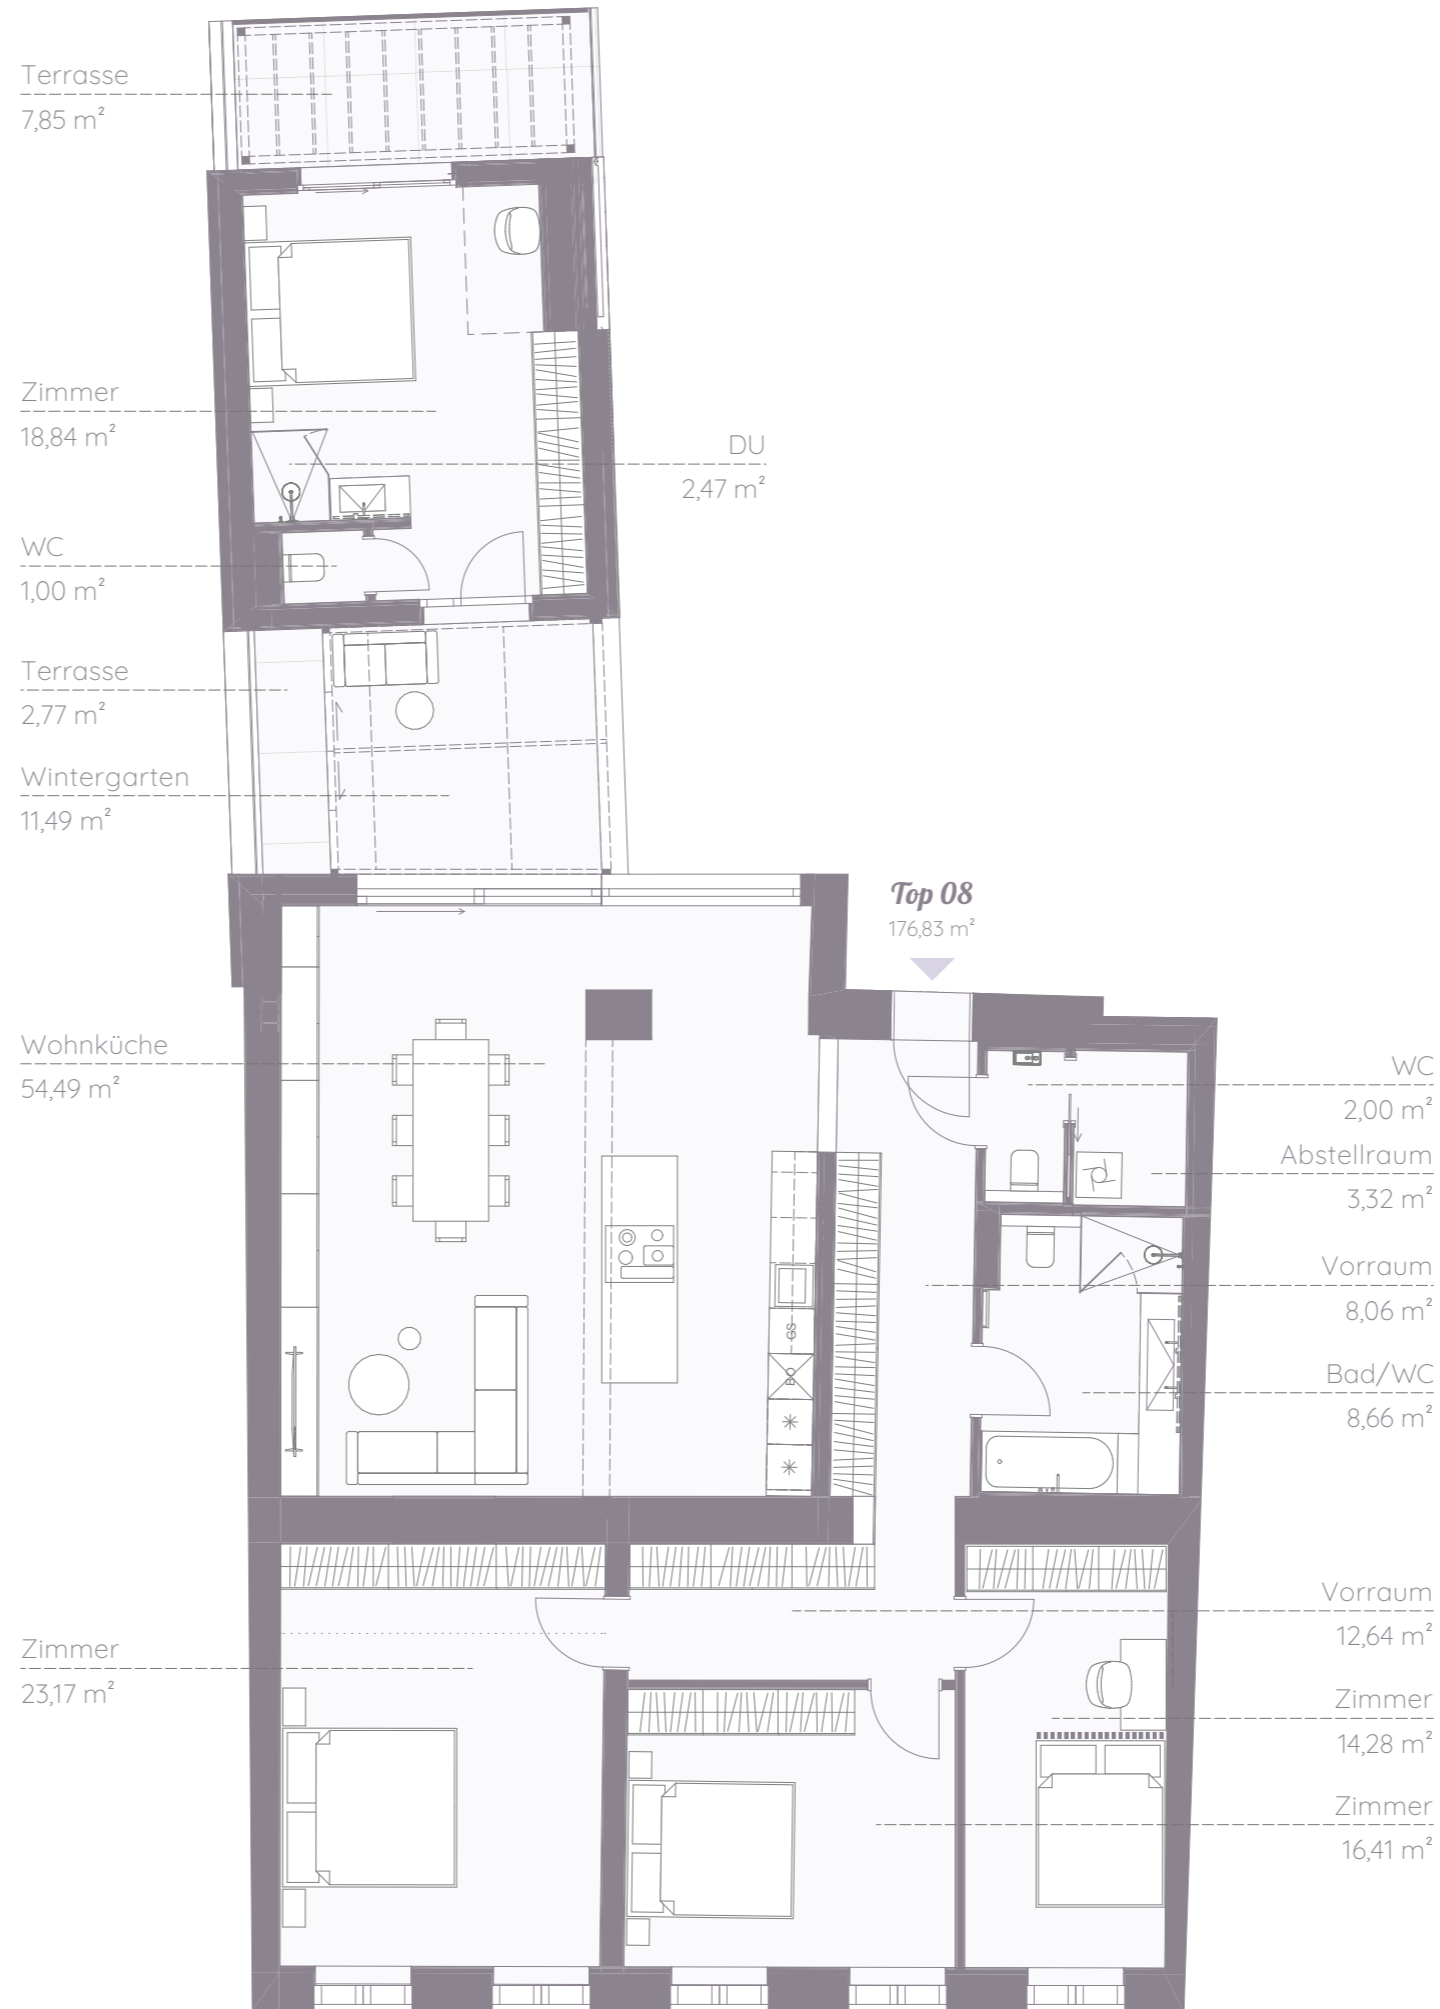 Terrasse
7,85 m²
Zimmer
18,84 m²
DU
2,47 m²
WC
1,00 m²
Terrasse
2,77 m²
Wintergarten
11,49 m²
Top 08
176,83 m²
Wohnküche
54,49 m²
WC
2,00 m²
Abstellraum
3,32 m²
Vorraum
8,06 m²
GS
BO
Bad/WC
8,66 m²
Vorraum
12,64 m²
Zimmer
23,17 m²
Zimmer
14,28 m²
Zimmer
16,41 m²